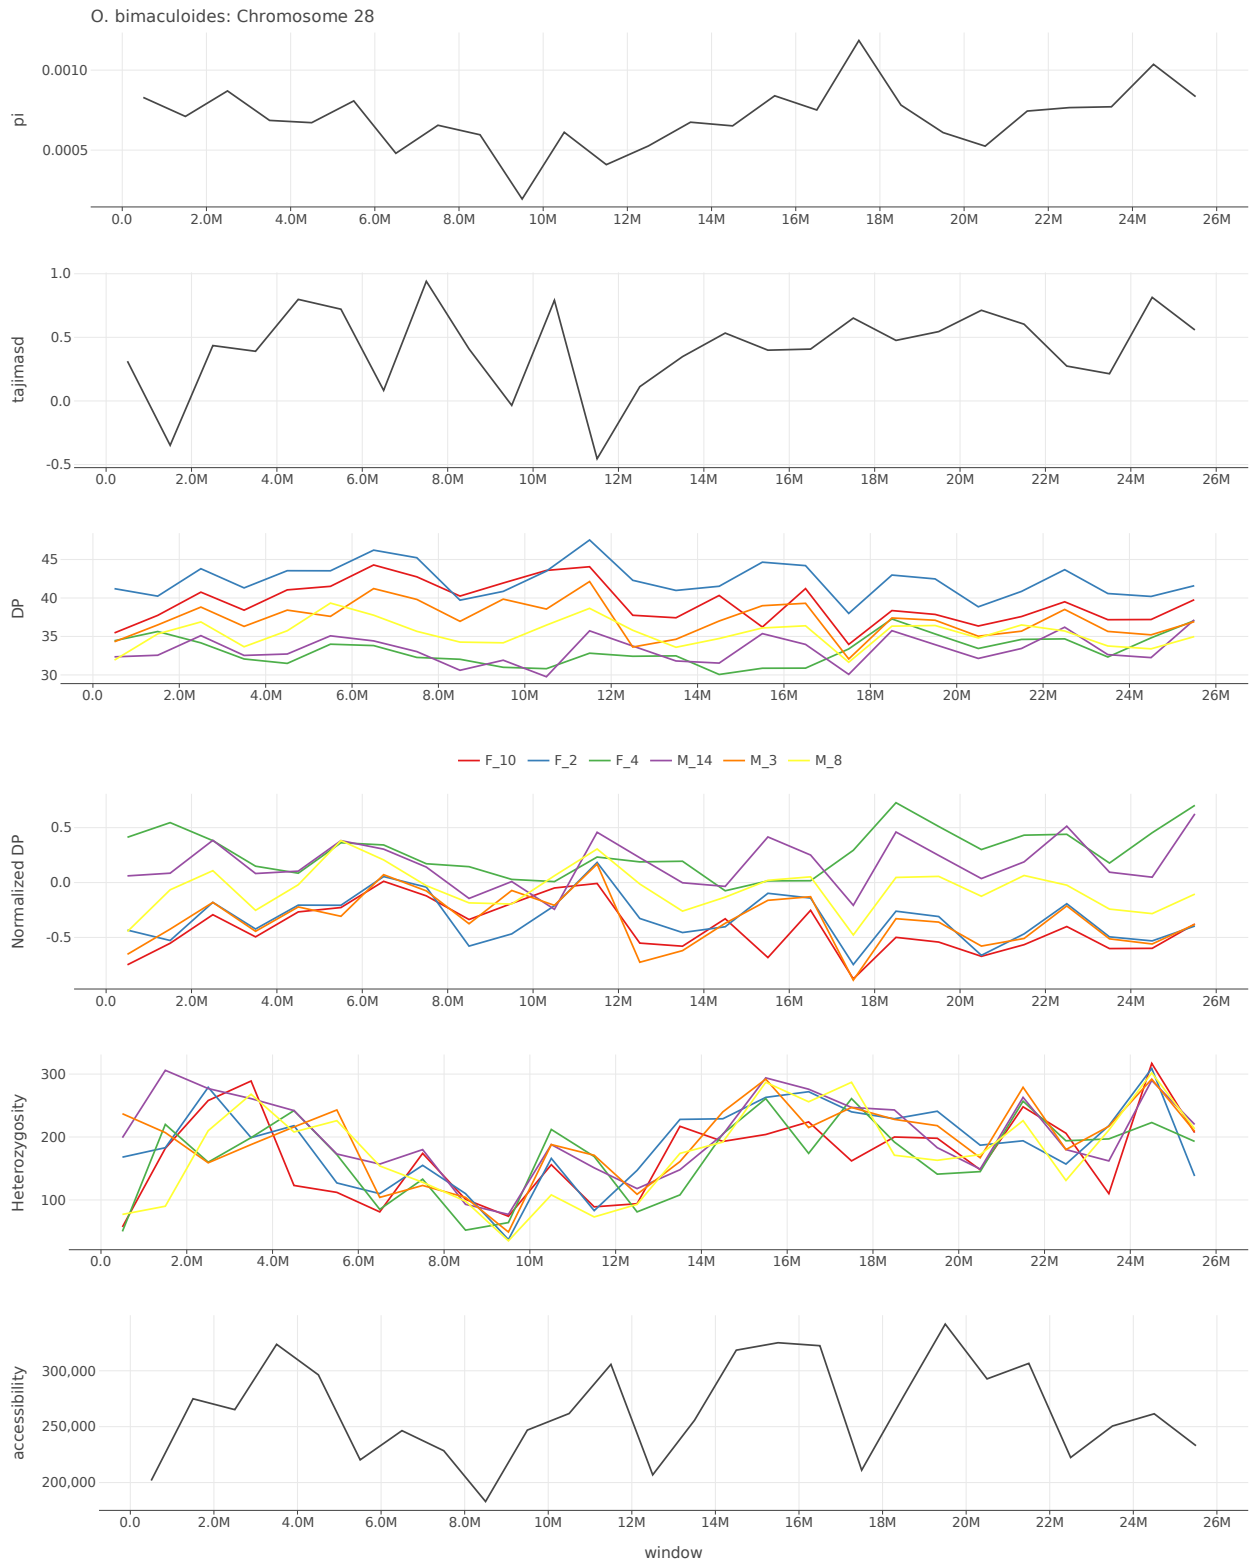 O. bimaculoides: Chromosome 28
pi
0.0010
0.0005
0.0 2.0M 4.0M 6.0M 8.0M 10M 12M 14M 16M 18M 20M 22M 24M 26M
tajimasd
1.0
0.5
0.0
-0.5
0.0 2.0M 4.0M 6.0M 8.0M 10M 12M 14M 16M 18M 20M 22M 24M 26M
DP
45
40
35
30
0.0 2.0M 4.0M 6.0M 8.0M 10M 12M 14M 16M 18M 20M 22M 24M 26M
F_10 F_2 F_4 M_14 M_3 M_8
Normalized DP
0.5
0.0
-0.5
0.0 2.0M 4.0M 6.0M 8.0M 10M 12M 14M 16M 18M 20M 22M 24M 26M
Heterozygosity
300
200
100
0.0 2.0M 4.0M 6.0M 8.0M 10M 12M 14M 16M 18M 20M 22M 24M 26M
accessibility
300,000
250,000
200,000
0.0 2.0M 4.0M 6.0M 8.0M 10M 12M 14M 16M 18M 20M 22M 24M 26M
window